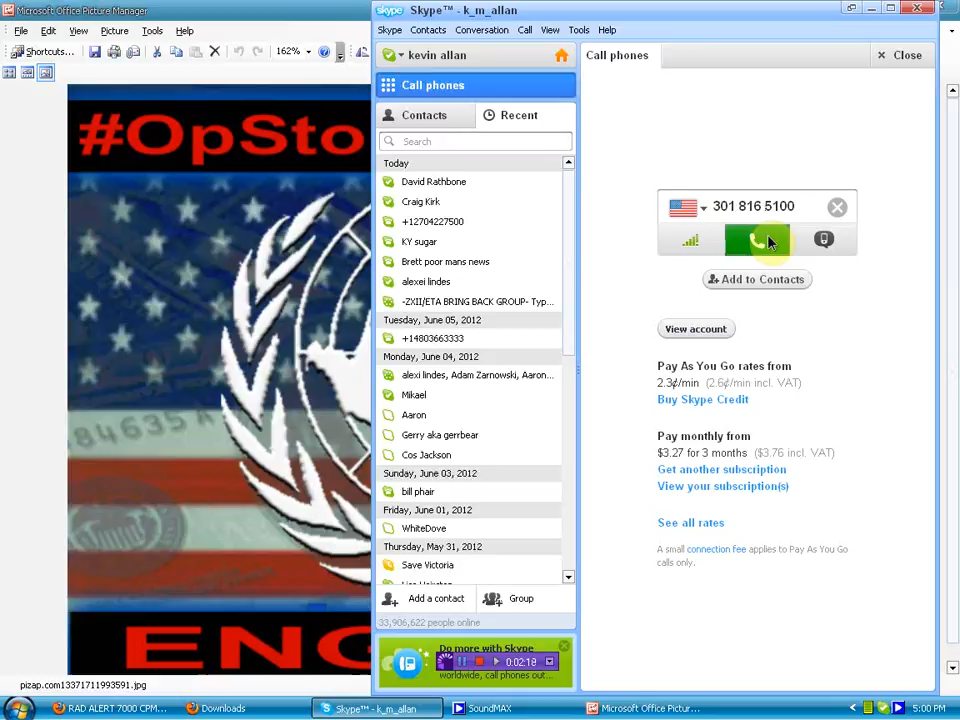 Microsoft Office Picture Manager
File Edit View Picture Tools Help
Shortcuts... 162%
#OpSto
ENG
pizap.com13371711993591.jpg
Skype™ - k_m_allan
Skype Contacts Conversation Call View Tools Help
kevin allan
Call phones
Contacts Recent
Search
Today
David Rathbone
Craig Kirk
+12704227500
KY sugar
Brett poor mans news
alexei lindes
-ZXII/ETA BRING BACK GROUP- Typ...
Tuesday, June 05, 2012
+14803663333
Monday, June 04, 2012
alexi lindes, Adam Zarnowski, Aaron...
Mikael
Aaron
Gerry aka gerrbear
Cos Jackson
Sunday, June 03, 2012
bill phair
Friday, June 01, 2012
WhiteDove
Thursday, May 31, 2012
Save Victoria
Add a contact Group
33,906,622 people online
Do more with Skype
0:02:18
worldwide, call phones out...
Call phones
Close
301 816 5100
Add to Contacts
View account
Pay As You Go rates from
2.3¢/min (2.6¢/min incl. VAT)
Buy Skype Credit
Pay monthly from
$3.27 for 3 months ($3.76 incl. VAT)
Get another subscription
View your subscription(s)
See all rates
A small connection fee applies to Pay As You Go
calls only.
RAD ALERT 7000 CPM... Downloads Skype™ - k_m_allan SoundMAX Microsoft Office Pictur... 5:00 PM